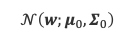 𝒩(𝒘; 𝝁₀, 𝜮₀)